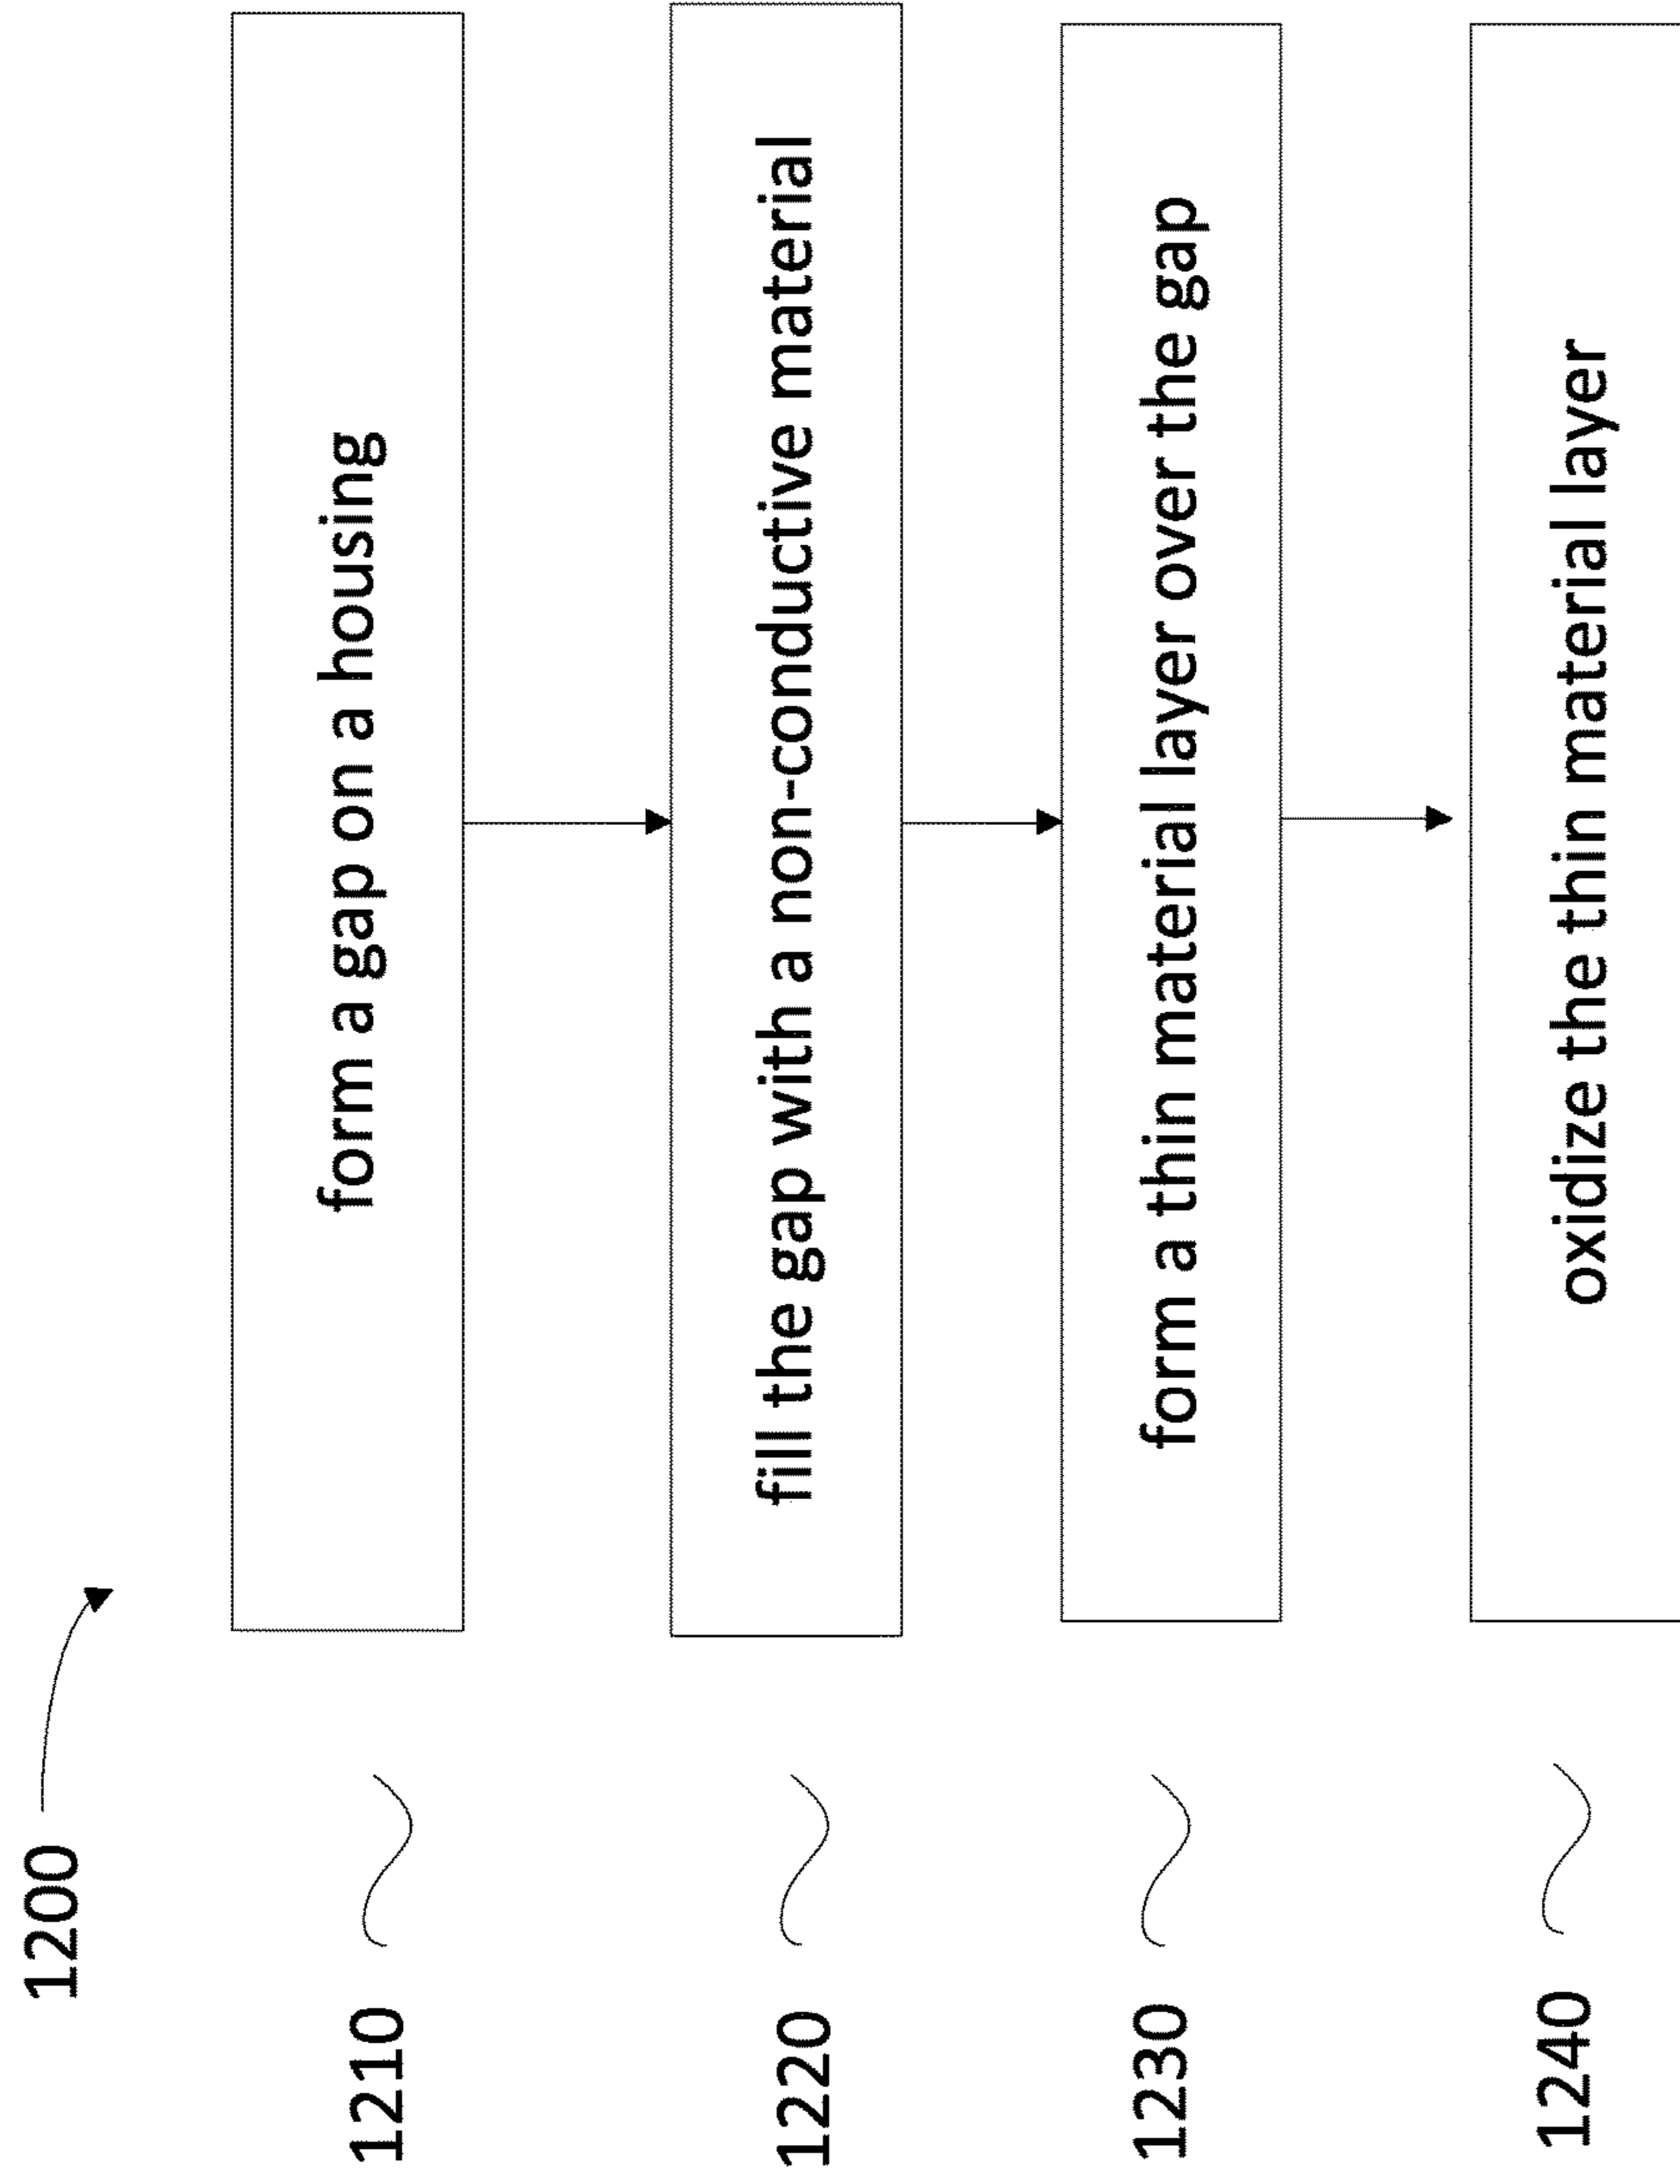 1200
1210
form a gap on a housing
1220
fill the gap with a non-conductive material
1230
form a thin material layer over the gap
1240
oxidize the thin material layer